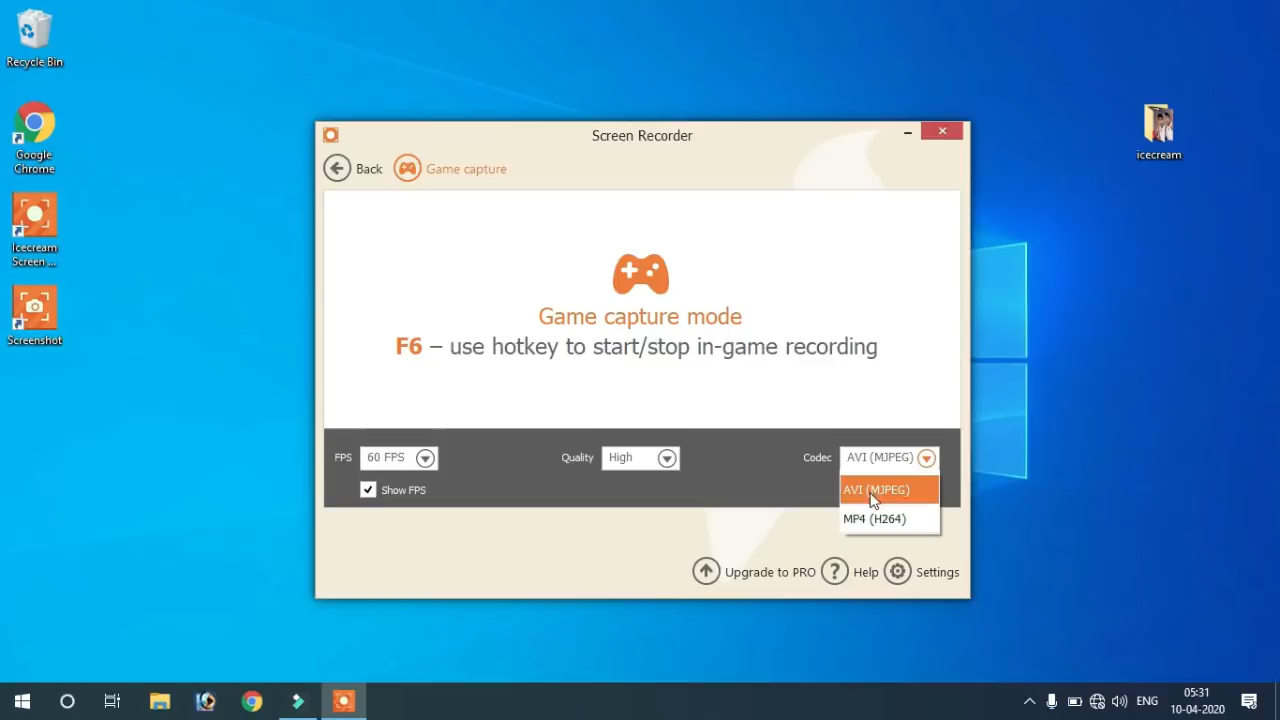 Recycle Bin
Google
Chrome
Icecream
Screen ...
Screenshot
icecream
Screen Recorder
Back
Game capture
Game capture mode
F6 – use hotkey to start/stop in-game recording
FPS
60 FPS
Quality
High
Codec
AVI (MJPEG)
Show FPS
AVI (MJPEG)
MP4 (H264)
Upgrade to PRO
Help
Settings
ENG
05:31
10-04-2020